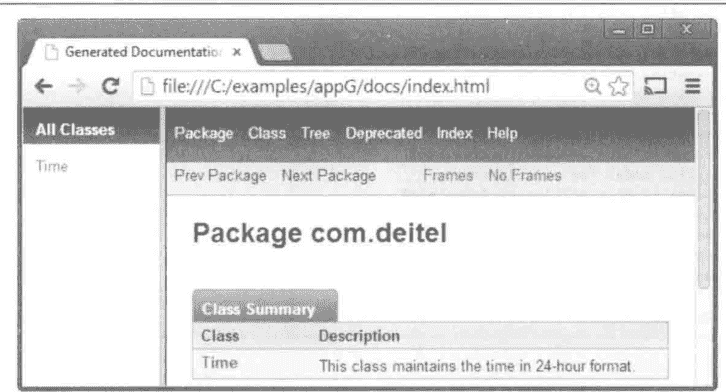 Generated Documentatio
file:///C:/examples/appG/docs/index.html
All Classes
Time
Package Class Tree Deprecated Index Help
Prev Package Next Package Frames No Frames
Package com.deitel
Class Summary
Class Description
Time This class maintains the time in 24-hour format.